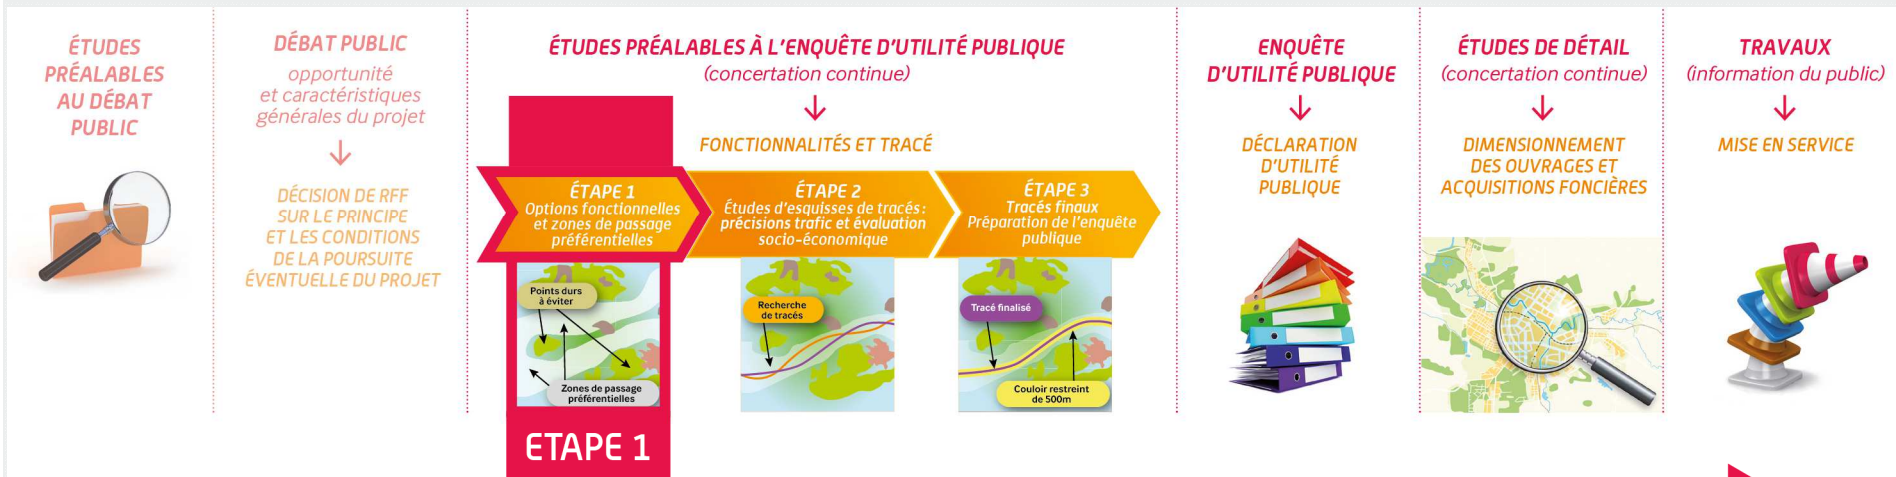 ÉTUDES
PRÉALABLES
AU DÉBAT
PUBLIC
DÉBAT PUBLIC
opportunité
et caractéristiques
générales du projet
DÉCISION DE RFF
SUR LE PRINCIPE
ET LES CONDITIONS
DE LA POURSUITE
ÉVENTUELLE DU PROJET
ÉTUDES PRÉALABLES À L'ENQUÊTE D'UTILITÉ PUBLIQUE
(concertation continue)
FONCTIONNALITÉS ET TRACÉ
ÉTAPE 1
Options fonctionnelles
et zones de passage
préférentielles
Points durs
à éviter
Zones de passage
préférentielles
ETAPE 1
ÉTAPE 2
Études d'esquisses de tracés :
précisions trafic et évaluation
socio-économique
Recherche
de tracés
ÉTAPE 3
Tracés finaux
Préparation de l'enquête
publique
Tracé finalisé
Couloir restreint
de 500m
ENQUÊTE
D'UTILITÉ PUBLIQUE
DÉCLARATION
D'UTILITÉ
PUBLIQUE
ÉTUDES DE DÉTAIL
(concertation continue)
DIMENSIONNEMENT
DES OUVRAGES ET
ACQUISITIONS FONCIÈRES
TRAVAUX
(information du public)
MISE EN SERVICE